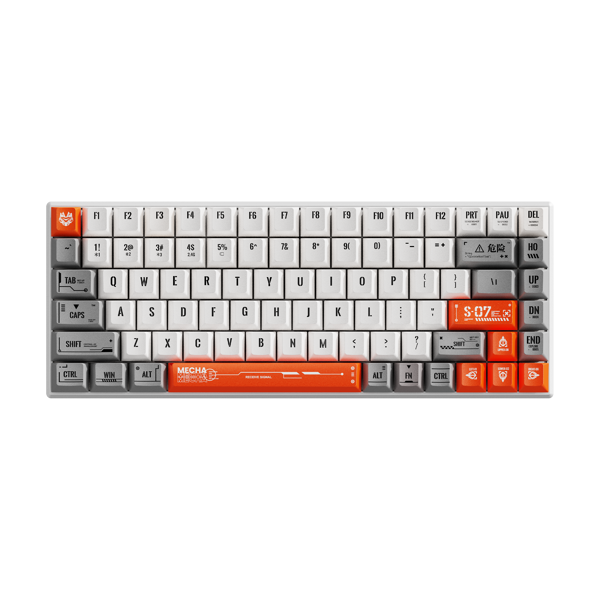 F1 F2 F3 F4 F5 F6 F7 F8 F9 F10 F11 F12 PRT PAU DEL
~` 1! 2@ 3# 4$ 5% 6^ 7& 8* 9( 0) ⚠ 危险 HO
TAB Q W E R T Y U I O P { [ } ] \ UP
CAPS A S D F G H J K L S-07 DN
SHIFT Z X C V B N M < > ? / SHIFT END
CTRL WIN ALT MECHA ALT FN CTRL